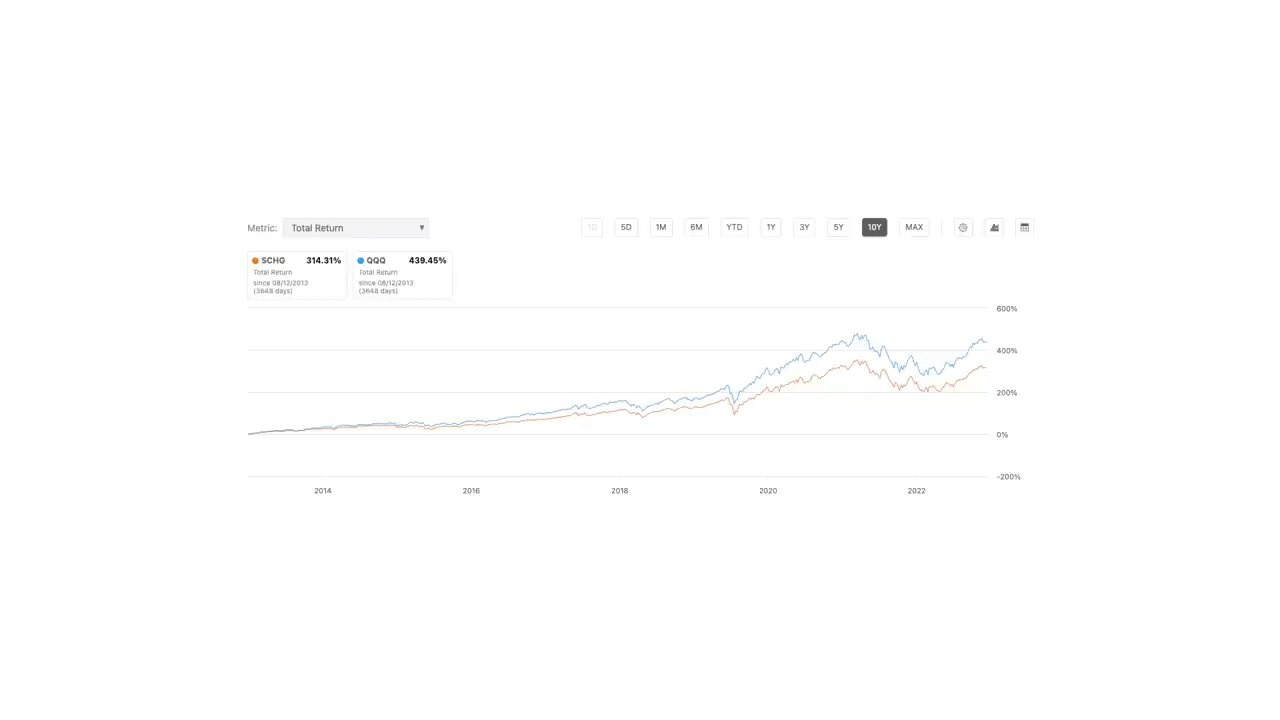 Metric: Total Return ▼ 1D 5D 1M 6M YTD 1Y 3Y 5Y 10Y MAX
SCHG 314.31% QQQ 439.45%
Total Return Total Return
since 08/12/2013 since 08/12/2013
(3648 days) (3648 days)
600%
400%
200%
0%
-200%
2014 2016 2018 2020 2022